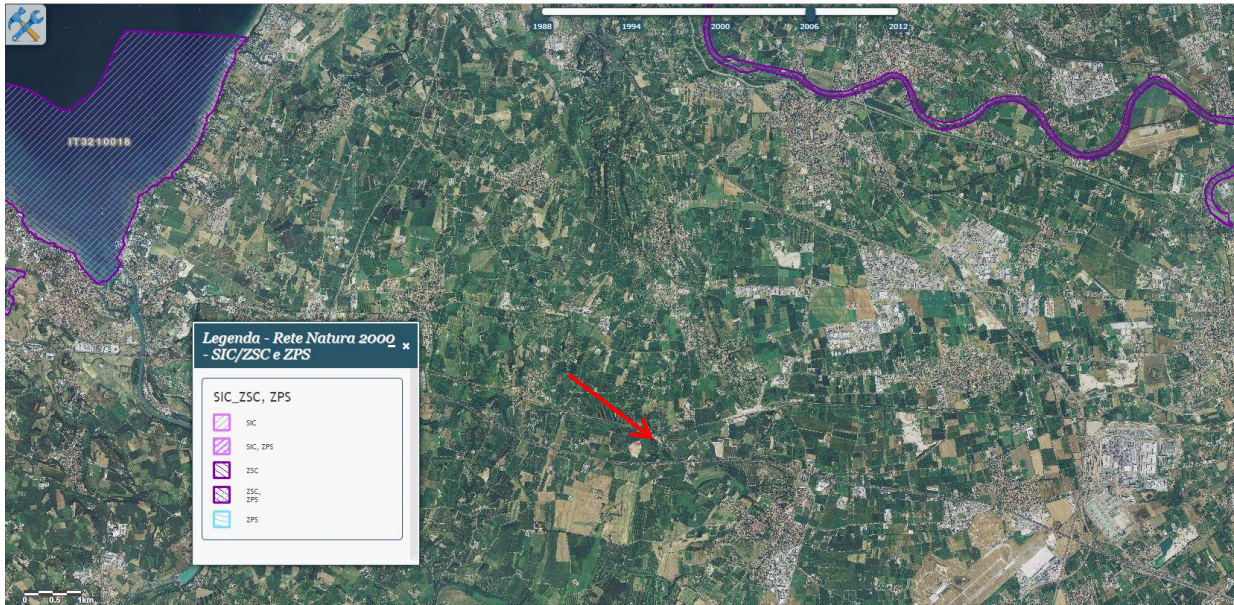 1988 1994 2000 2006 2012
IT3210018
Legenda - Rete Natura 2000
- SIC/ZSC e ZPS
×
SIC_ZSC, ZPS
SIC
SIC, ZPS
ZSC
ZSC,
ZPS
ZPS
0 0.5 1km